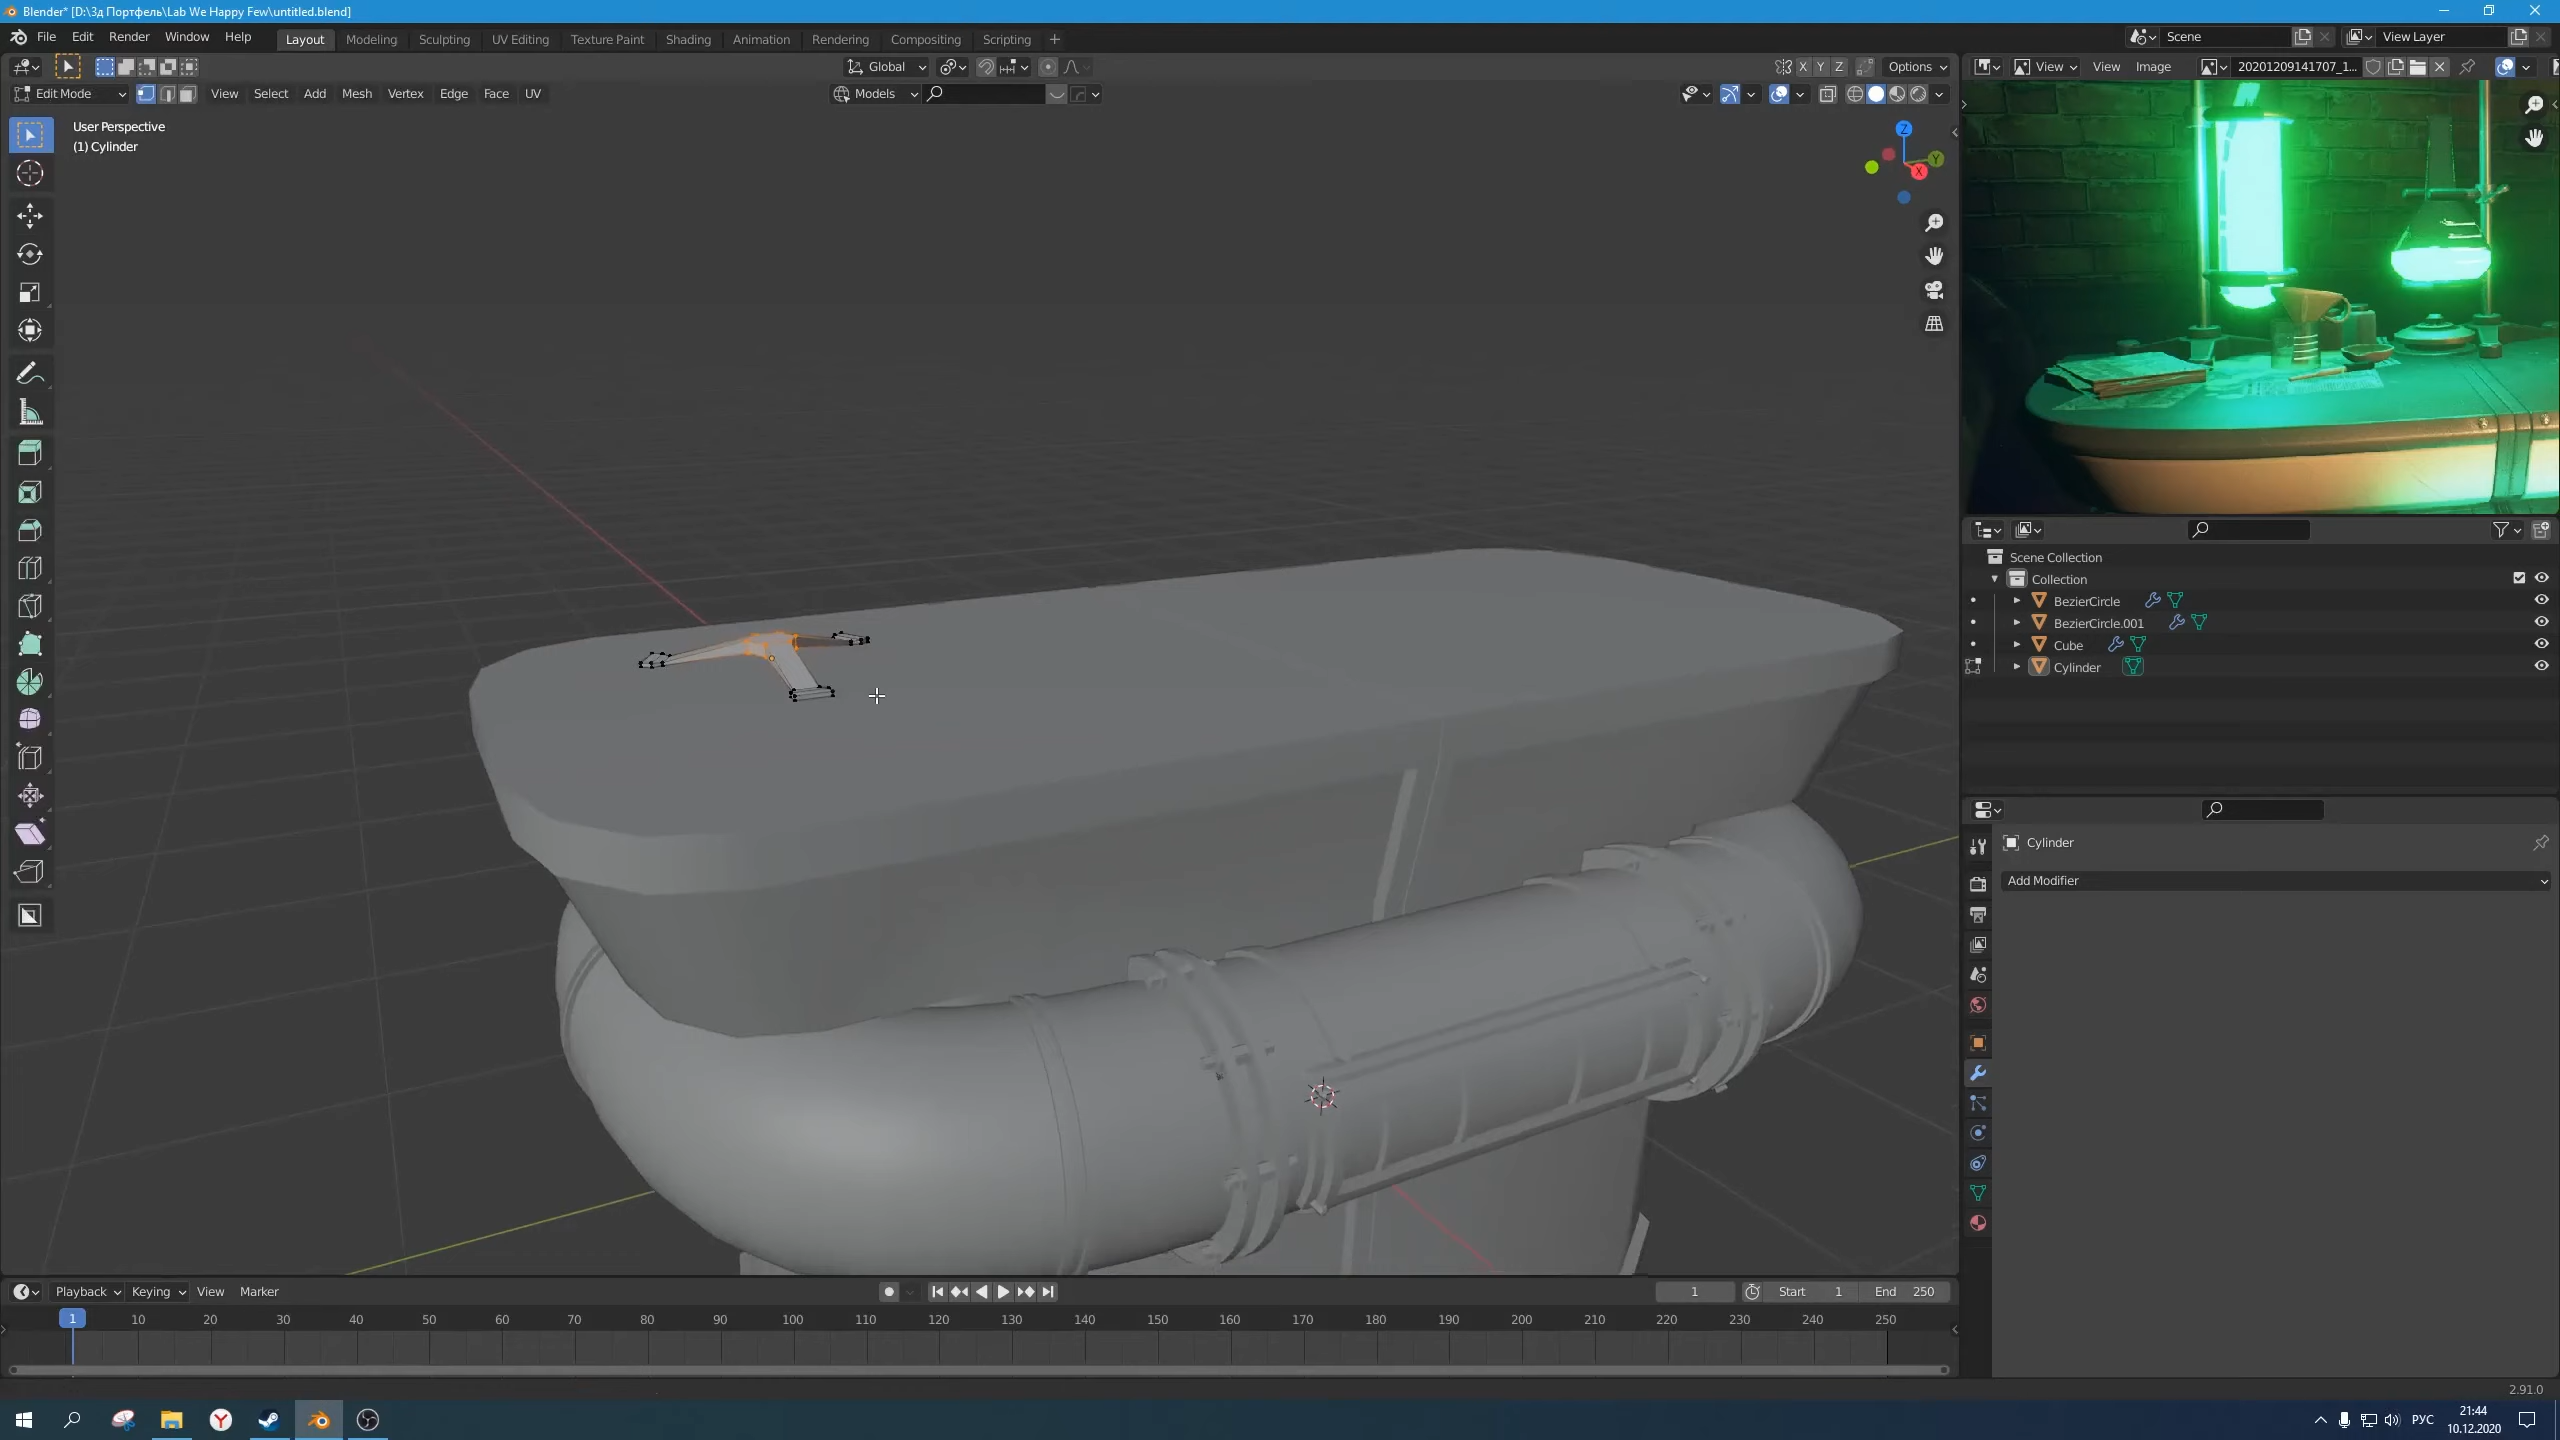 Blender* [D:\3д Портфель\Lab We Happy Few\untitled.blend]
File Edit Render Window Help Layout Modeling Sculpting UV Editing Texture Paint Shading Animation Rendering Compositing Scripting
Scene View Layer
Global X Y Z Options
View View Image 20201209141707_1...
Edit Mode View Select Add Mesh Vertex Edge Face UV Models
User Perspective
(1) Cylinder
Z
Y
X
Scene Collection
Collection
BezierCircle
BezierCircle.001
Cube
Cylinder
Cylinder
Add Modifier
Playback Keying View Marker 1 Start 1 End 250
1 10 20 30 40 50 60 70 80 90 100 110 120 130 140 150 160 170 180 190 200 210 220 230 240 250
2.91.0
РУС
21:44
10.12.2020